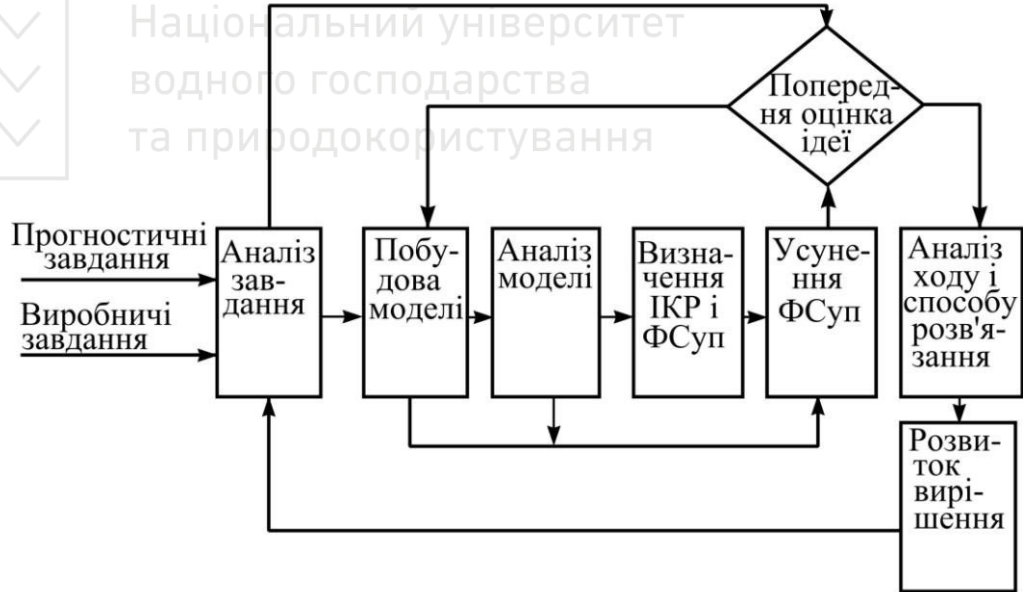 Національний університет
водного господарства
та природокористування
Поперед-
ня оцінка
ідеї
Прогностичні
завдання
Виробничі
завдання
Аналіз
зав-
дання
Побу-
дова
моделі
Аналіз
моделі
Визна-
чення
ІКР і
ФСуп
Усуне-
ння
ФСуп
Аналіз
ходу і
способу
розв'я-
зання
Розви-
ток
вирі-
шення